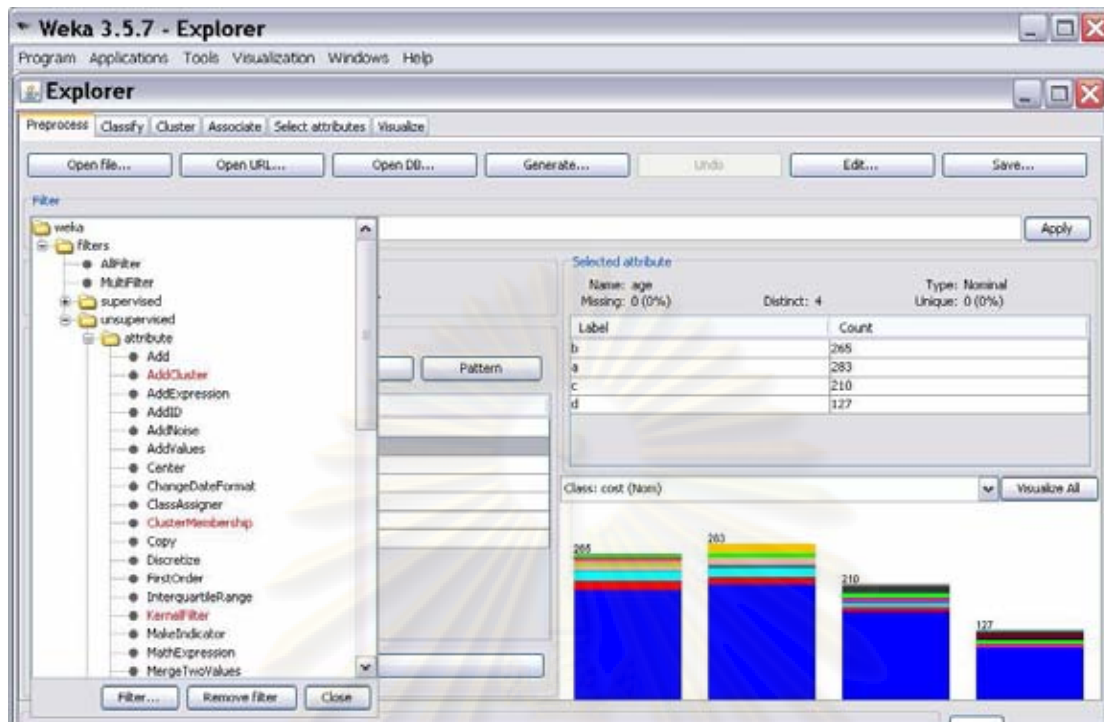 Weka 3.5.7 - Explorer
Program Applications Tools Visualization Windows Help
Explorer
Preprocess Classify Cluster Associate Select attributes Visualize
Open file... Open URL... Open DB... Generate... Undo Edit... Save...
Filter
Apply
weka
filters
AllFilter
MultiFilter
supervised
unsupervised
attribute
Add
AddCluster
AddExpression
AddID
AddNoise
AddValues
Center
ChangeDateFormat
ClassAssigner
ClusterMembership
Copy
Discretize
FirstOrder
InterquartileRange
KernelFilter
MakeIndicator
MathExpression
MergeTwoValues
Filter... Remove filter Close
Pattern
Selected attribute
Name: age Type: Nominal
Missing: 0 (0%) Distinct: 4 Unique: 0 (0%)
Label Count
b 265
a 283
c 210
d 127
Class: cost (Nom) Visualize All
265
283
210
127